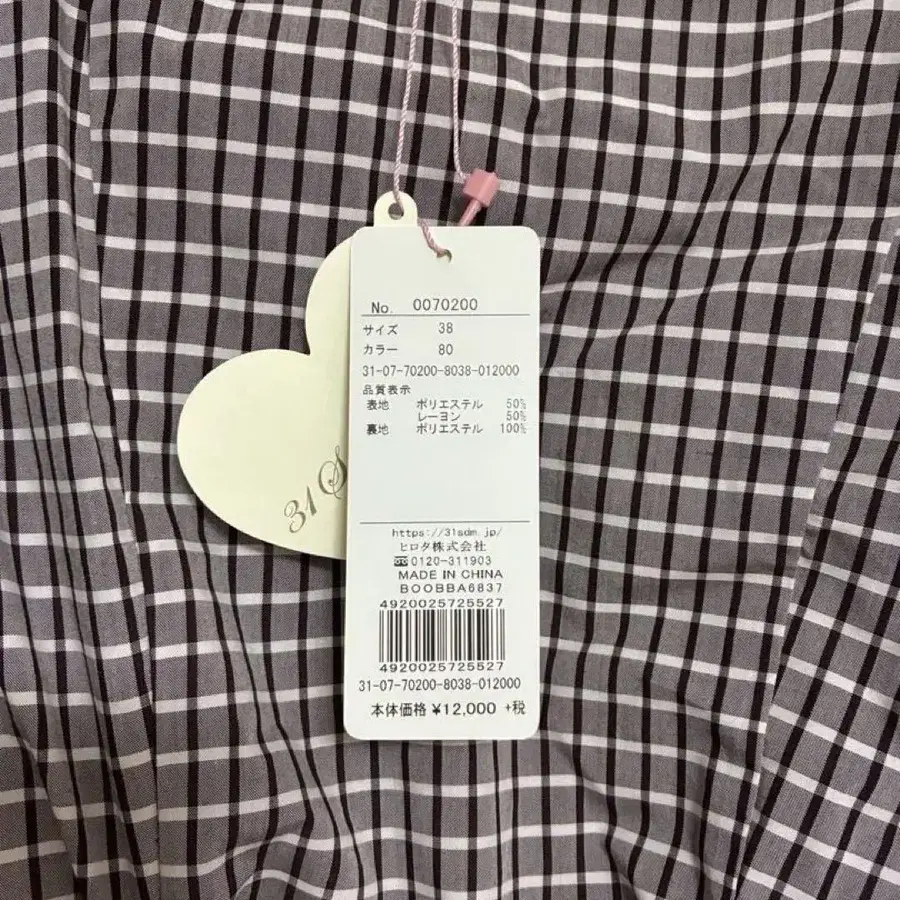 No. 0070200
サイズ 38
カラー 80
31-07-70200-8038-012000
品質表示
表地 ポリエステル 50%
レーヨン 50%
裏地 ポリエステル 100%
https://31sdm.jp/
ヒロタ株式会社
0120-311903
MADE IN CHINA
BOOBBA6837
4920025725527
4920025725527
31-07-70200-8038-012000
本体価格 ¥12,000 +税
31 S